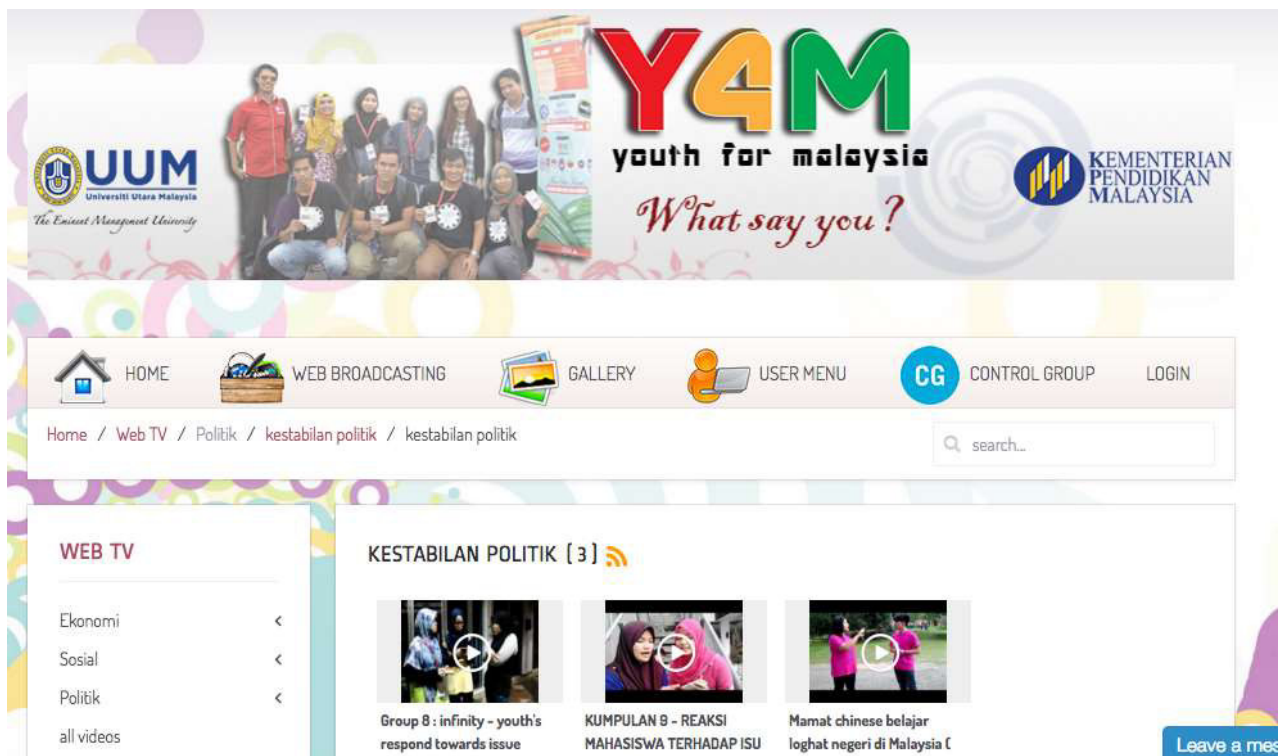 Y4M
youth for malaysia
What say you?
UUM
Universiti Utara Malaysia
The Eminent Management University
KEMENTERIAN
PENDIDIKAN
MALAYSIA
HOME
WEB BROADCASTING
GALLERY
USER MENU
CG
CONTROL GROUP
LOGIN
Home / Web TV / Politik / kestabilan politik / kestabilan politik
search...
WEB TV
Ekonomi
Sosial
Politik
all videos
KESTABILAN POLITIK ( 3 )
Group 8 : infinity - youth's
respond towards issue
KUMPULAN 9 - REAKSI
MAHASISWA TERHADAP ISU
Mamat chinese belajar
loghat negeri di Malaysia (
Leave a mes